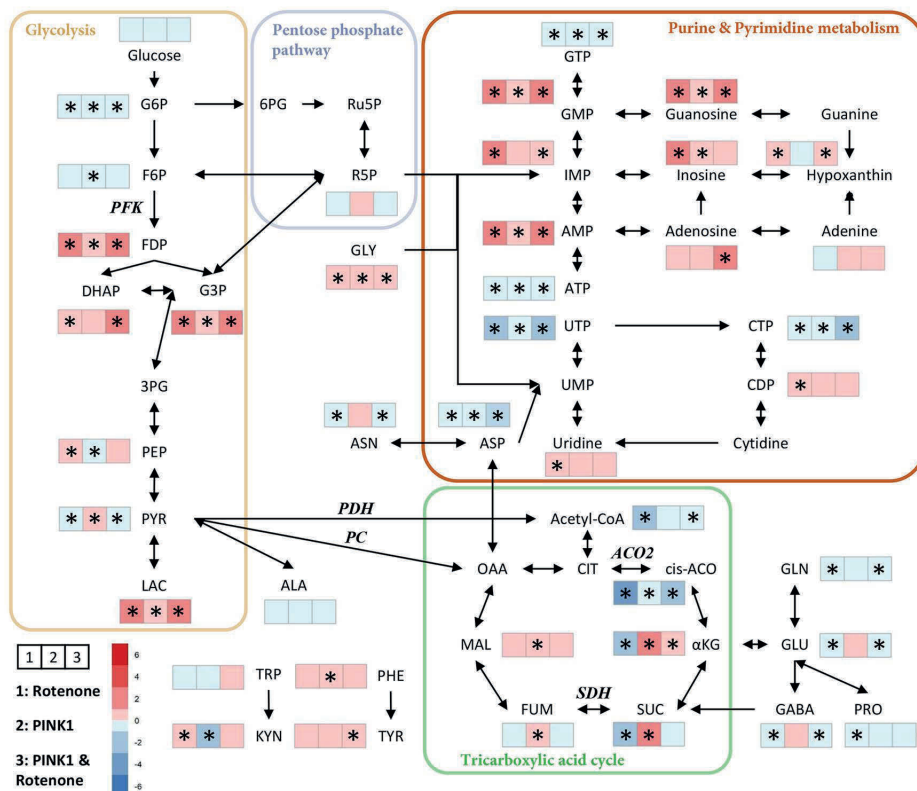 Glycolysis
Pentose phosphate
pathway
Purine & Pyrimidine metabolism
Glucose
GTP
* * *
G6P
* * *
6PG
Ru5P
GMP
* * *
Guanosine
* * *
Guanine
F6P
*
R5P
IMP
* *
Inosine
* *
Hypoxanthin
* *
PFK
FDP
* * *
GLY
* * *
AMP
* * *
Adenosine
*
Adenine
DHAP
* *
G3P
* * *
ATP
* * *
UTP
* * *
CTP
* * *
3PG
UMP
CDP
*
ASN
* *
ASP
* * *
Uridine
*
Cytidine
PEP
* *
PYR
* * *
PDH
PC
Acetyl-CoA
* *
ACO2
OAA
CIT
cis-ACO
* * *
GLN
* *
LAC
* * *
ALA
MAL
*
αKG
* * *
GLU
* *
1 2 3
1: Rotenone
2: PINK1
3: PINK1 &
Rotenone
6
4
2
0
-2
-4
-6
TRP
PHE
*
KYN
* *
TYR
*
FUM
*
SDH
SUC
* *
GABA
* *
PRO
*
Tricarboxylic acid cycle